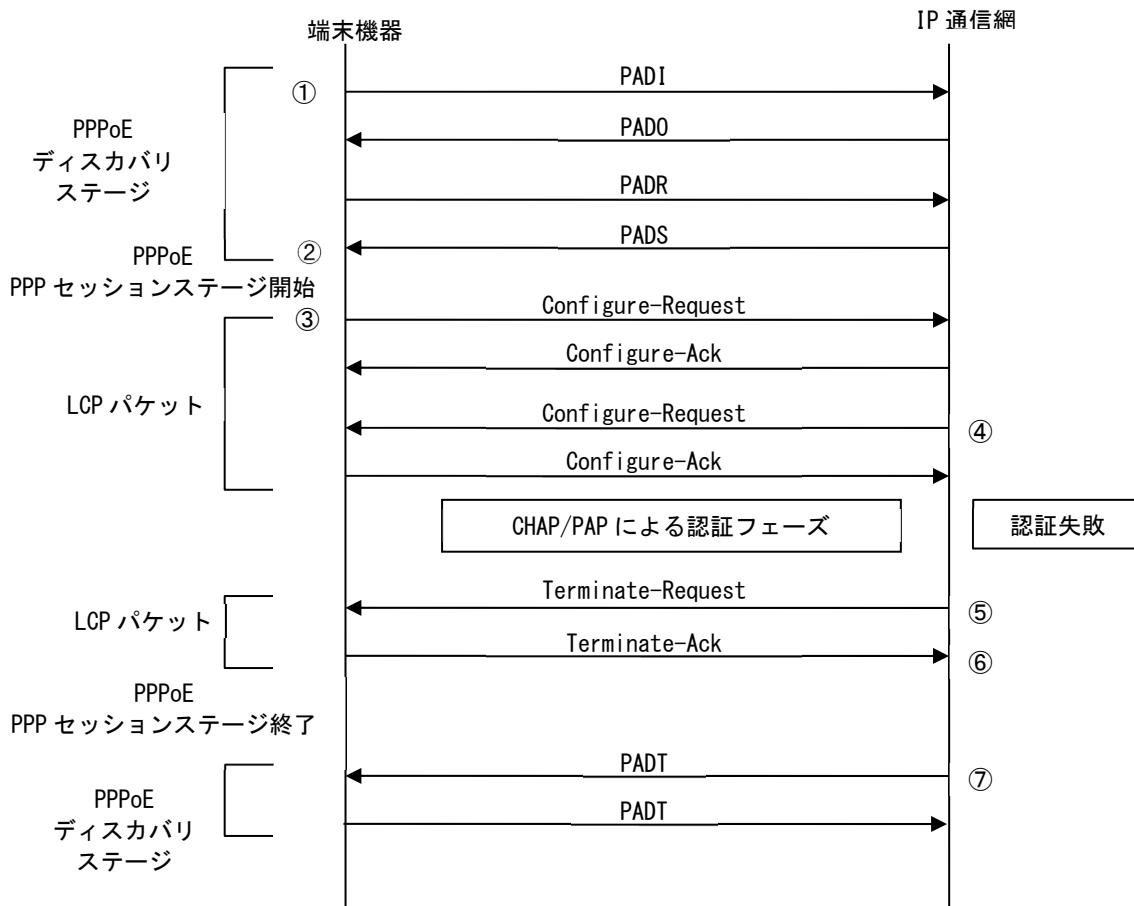 端末機器
IP 通信網
PPPoE
ディスカバリ
ステージ
①
PADI
PADO
PADR
②
PADS
PPPoE
PPP セッションステージ開始
③
Configure-Request
Configure-Ack
LCP パケット
Configure-Request
④
Configure-Ack
CHAP/PAP による認証フェーズ
認証失敗
LCP パケット
Terminate-Request
⑤
Terminate-Ack
⑥
PPPoE
PPP セッションステージ終了
PADT
⑦
PPPoE
ディスカバリ
ステージ
PADT